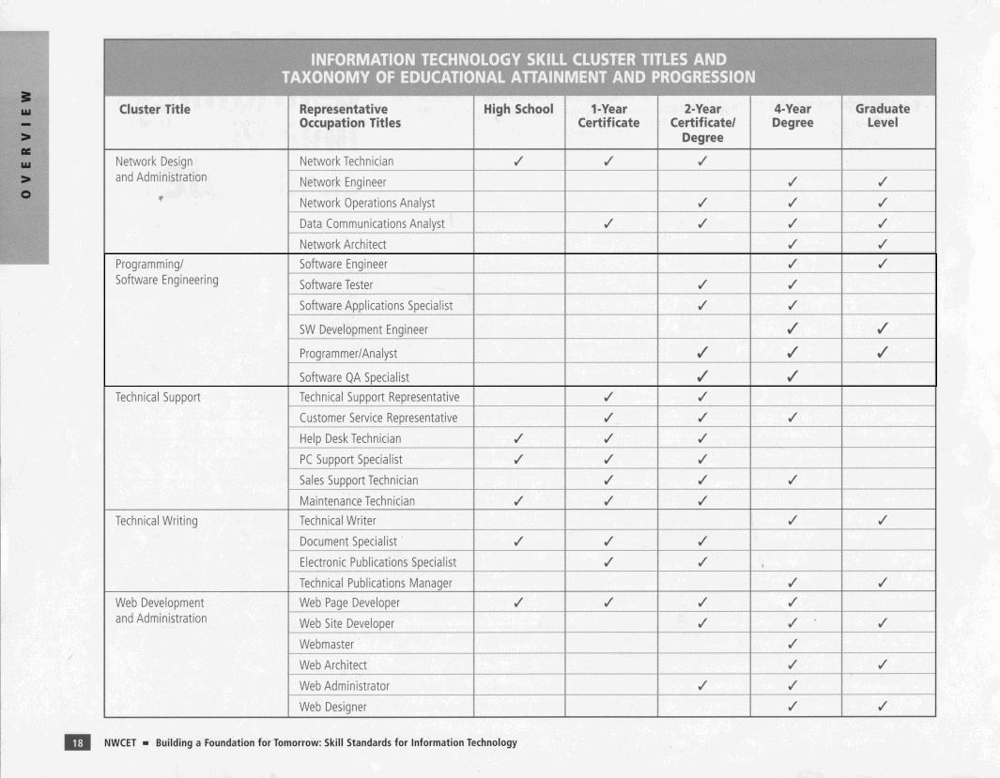 OVERVIEW
INFORMATION TECHNOLOGY SKILL CLUSTER TITLES AND
TAXONOMY OF EDUCATIONAL ATTAINMENT AND PROGRESSION
Cluster Title Representative Occupation Titles High School 1-Year Certificate 2-Year Certificate/ Degree 4-Year Degree Graduate Level
Network Design and Administration
Network Technician ✓ ✓ ✓
Network Engineer ✓ ✓
Network Operations Analyst ✓ ✓ ✓
Data Communications Analyst ✓ ✓ ✓ ✓
Network Architect ✓ ✓
Programming/ Software Engineering
Software Engineer ✓ ✓
Software Tester ✓ ✓
Software Applications Specialist ✓ ✓
SW Development Engineer ✓ ✓
Programmer/Analyst ✓ ✓ ✓
Software QA Specialist ✓ ✓
Technical Support
Technical Support Representative ✓ ✓
Customer Service Representative ✓ ✓ ✓
Help Desk Technician ✓ ✓ ✓
PC Support Specialist ✓ ✓ ✓
Sales Support Technician ✓ ✓ ✓
Maintenance Technician ✓ ✓ ✓
Technical Writing
Technical Writer ✓ ✓
Document Specialist ✓ ✓ ✓
Electronic Publications Specialist ✓ ✓
Technical Publications Manager ✓ ✓
Web Development and Administration
Web Page Developer ✓ ✓ ✓ ✓
Web Site Developer ✓ ✓ ✓
Webmaster ✓
Web Architect ✓ ✓
Web Administrator ✓ ✓
Web Designer ✓ ✓
18 NWCET ▬ Building a Foundation for Tomorrow: Skill Standards for Information Technology